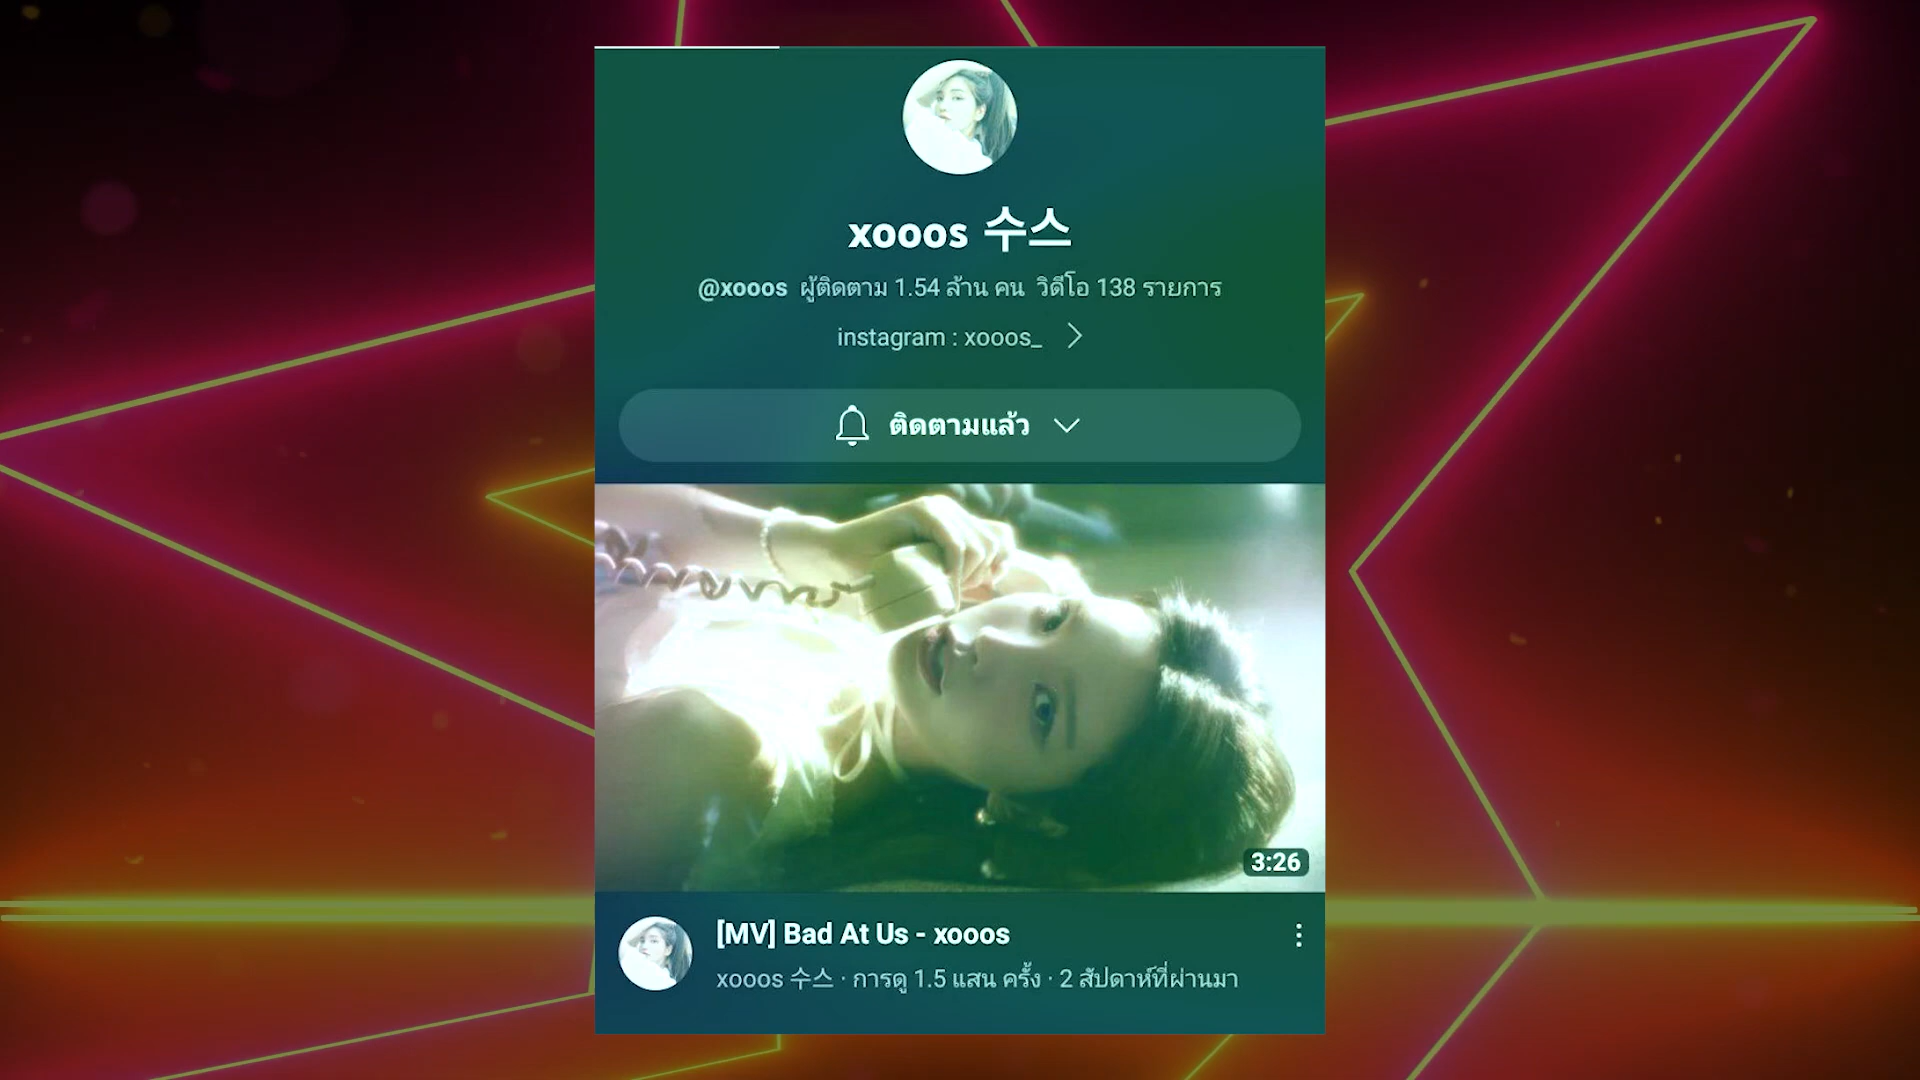 xooos 수스
@xooos ผู้ติดตาม 1.54 ล้าน คน วิดีโอ 138 รายการ
instagram : xooos_
ติดตามแล้ว
3:26
[MV] Bad At Us - xooos
xooos 수스 · การดู 1.5 แสน ครั้ง · 2 สัปดาห์ที่ผ่านมา